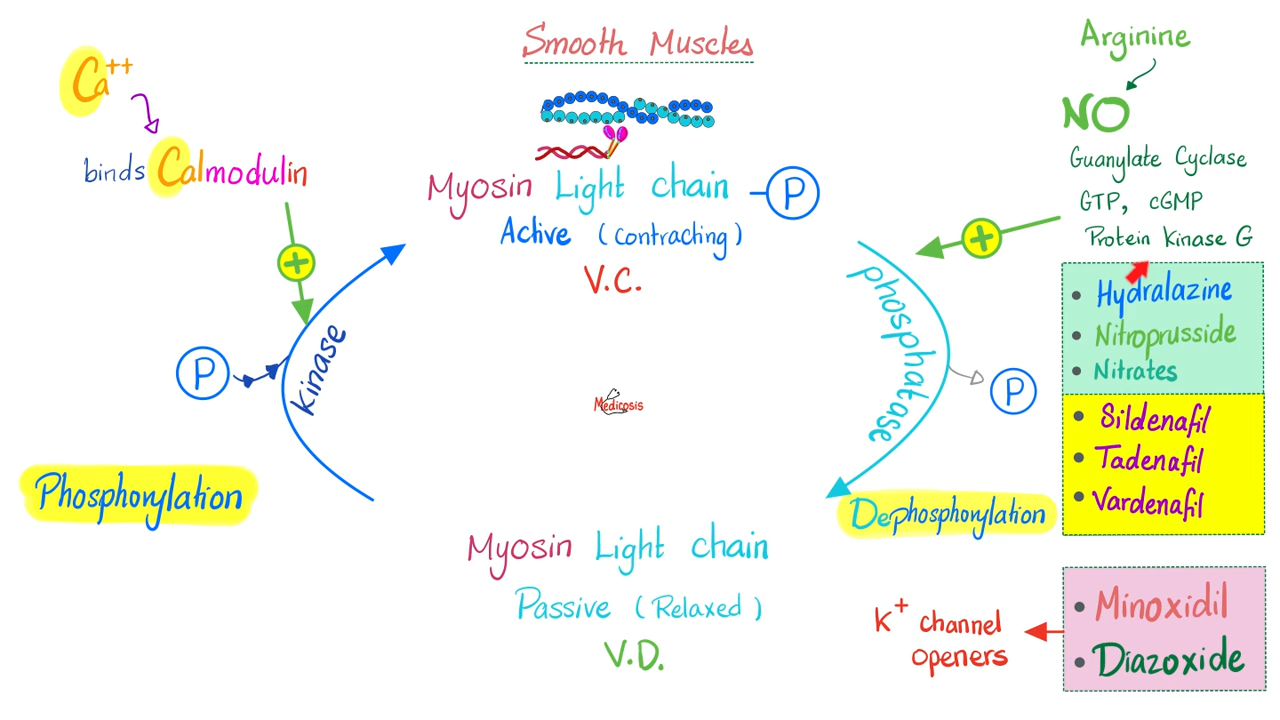 Smooth Muscles
Ca++
binds Calmodulin
+
P
Kinase
Phosphorylation
Myosin Light chain - P
Active (Contracting)
V.C.
Medicosis
Myosin Light chain
Passive (Relaxed)
V.D.
Arginine
NO
Guanylate Cyclase
GTP, cGMP
Protein Kinase G
+
phosphatase
P
Dephosphorylation
• Hydralazine
• Nitroprusside
• Nitrates
• Sildenafil
• Tadenafil
• Vardenafil
• Minoxidil
• Diazoxide
K+ channel
openers